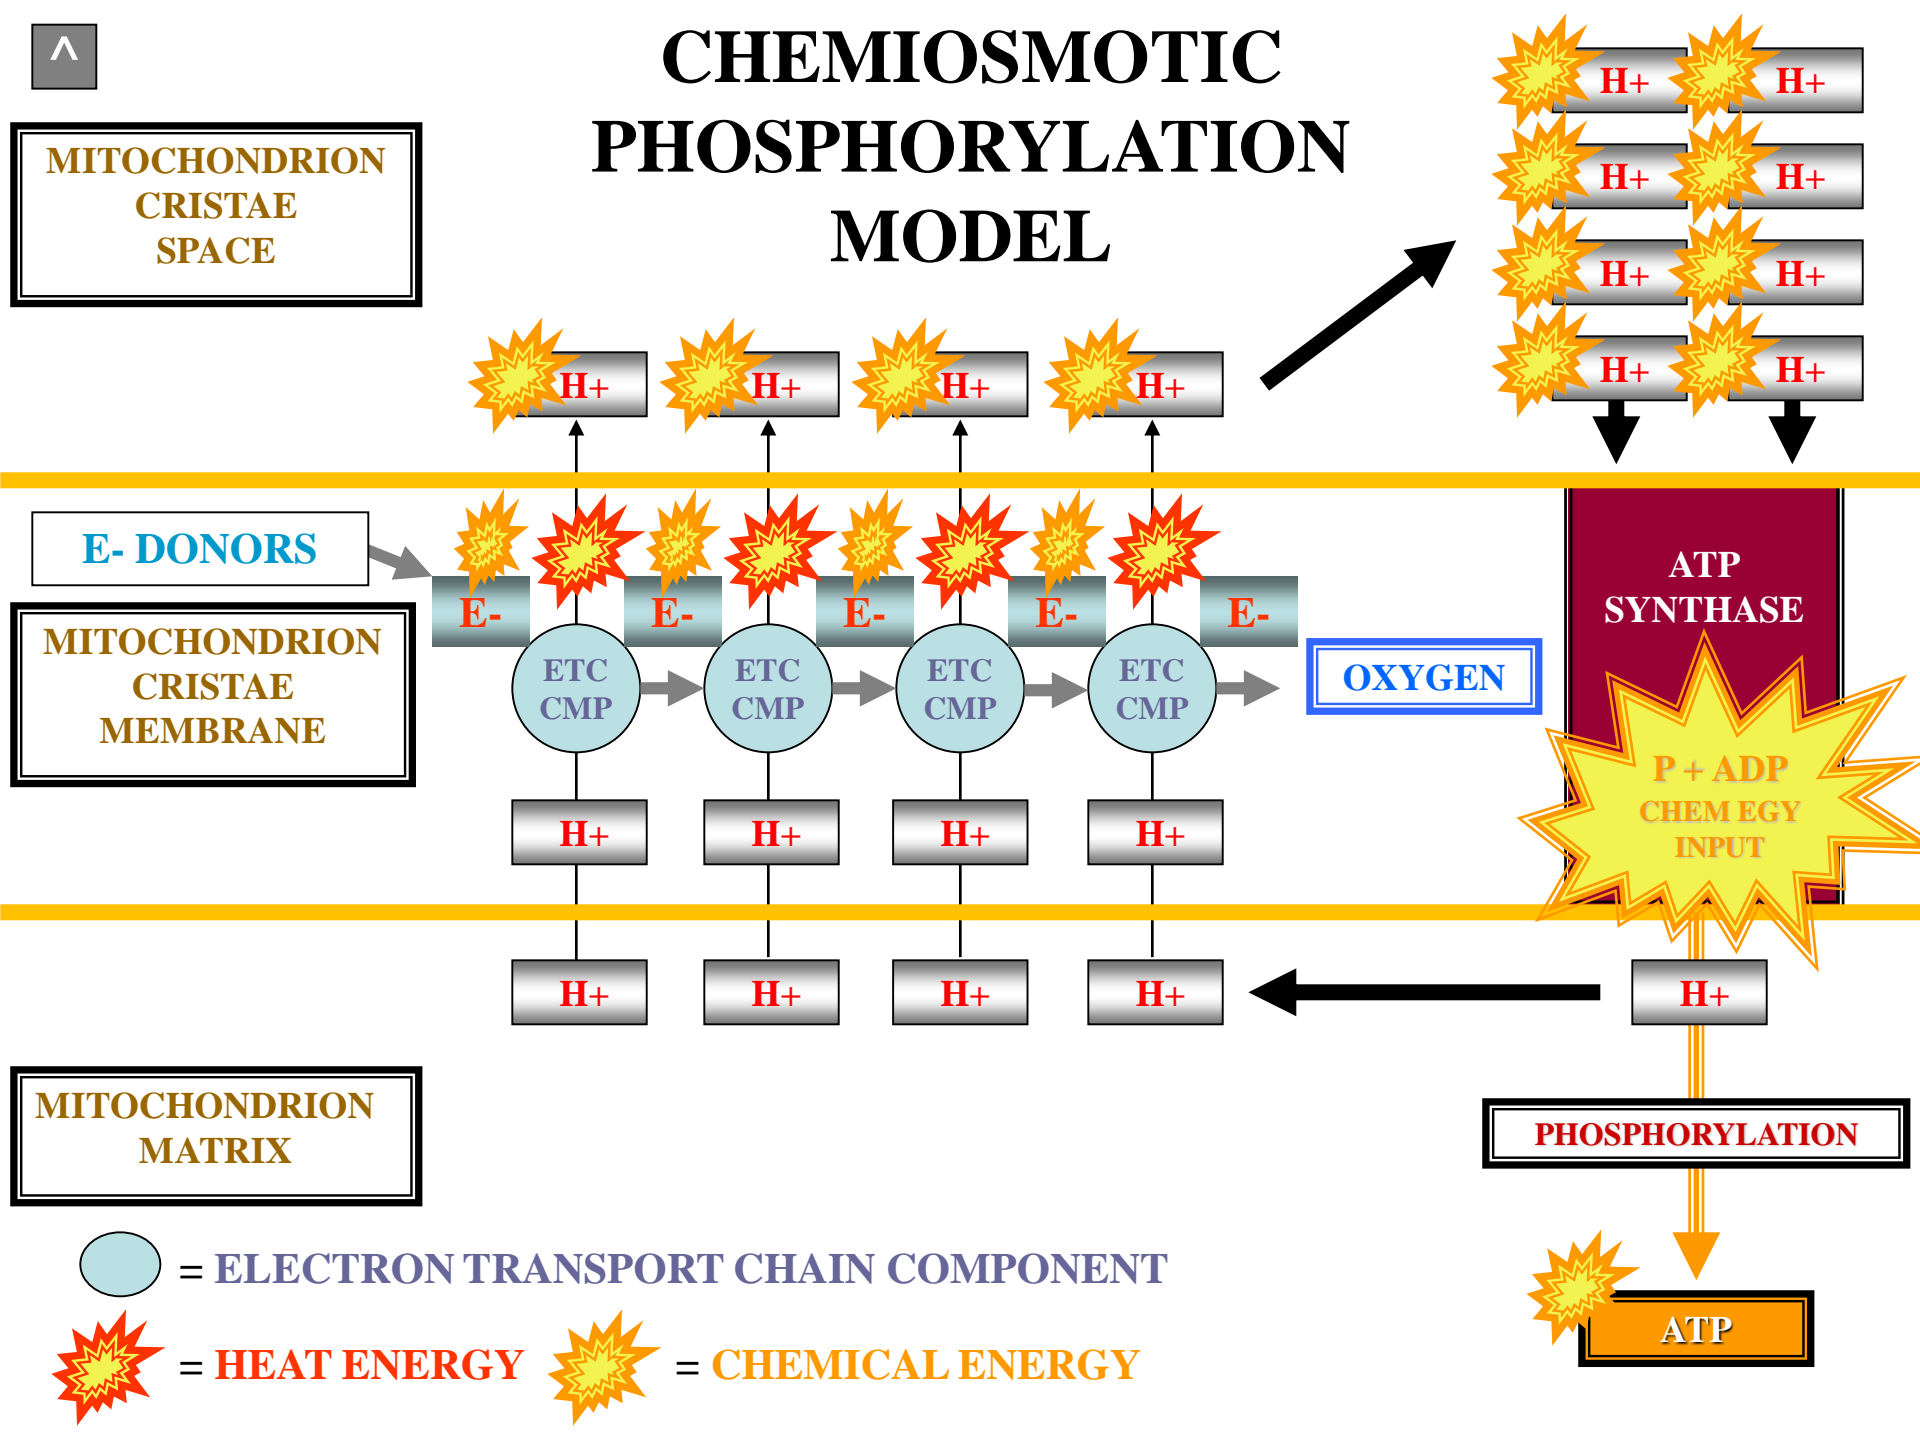 ^
CHEMIOSMOTIC
PHOSPHORYLATION
MODEL
MITOCHONDRION
CRISTAE
SPACE
H+ H+
H+ H+
H+ H+
H+ H+
H+ H+ H+ H+
E- DONORS
E- E- E- E- E-
MITOCHONDRION
CRISTAE
MEMBRANE
ETC
CMP
ETC
CMP
ETC
CMP
ETC
CMP
OXYGEN
ATP
SYNTHASE
P + ADP
CHEM EGY
INPUT
H+ H+ H+ H+
H+ H+ H+ H+ H+
MITOCHONDRION
MATRIX
PHOSPHORYLATION
ATP
= ELECTRON TRANSPORT CHAIN COMPONENT
= HEAT ENERGY = CHEMICAL ENERGY